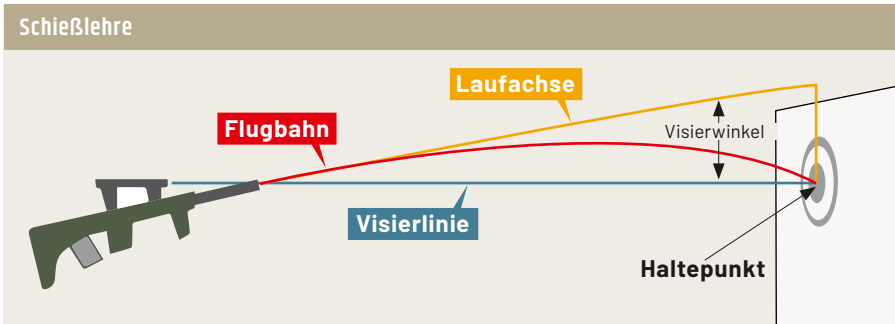 Schießlehre
Laufachse
Flugbahn
Visierwinkel
Visierlinie
Haltepunkt